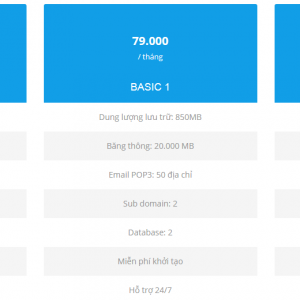 79.000
/ tháng
BASIC 1
Dung lượng lưu trữ: 850MB
Băng thông: 20.000 MB
Email POP3: 50 địa chỉ
Sub domain: 2
Database: 2
Miễn phí khởi tạo
Hỗ trợ 24/7